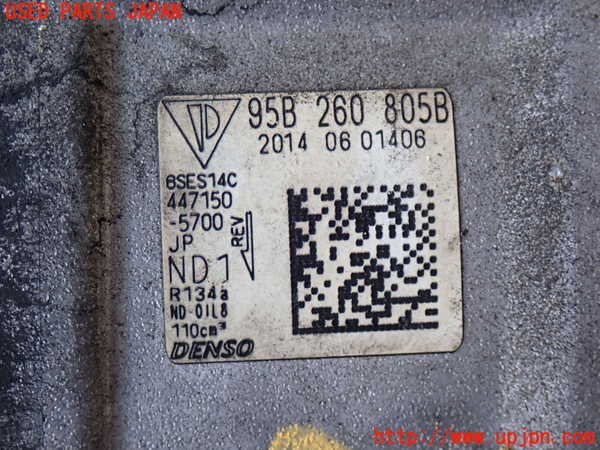 USED PARTS JAPAN
95B 260 805B
2014 06 01406
6SES14C
447150
-5700
JP
REV
ND1
R134a
ND-OIL8
110cm³
DENSO
http://www.upjpn.com/